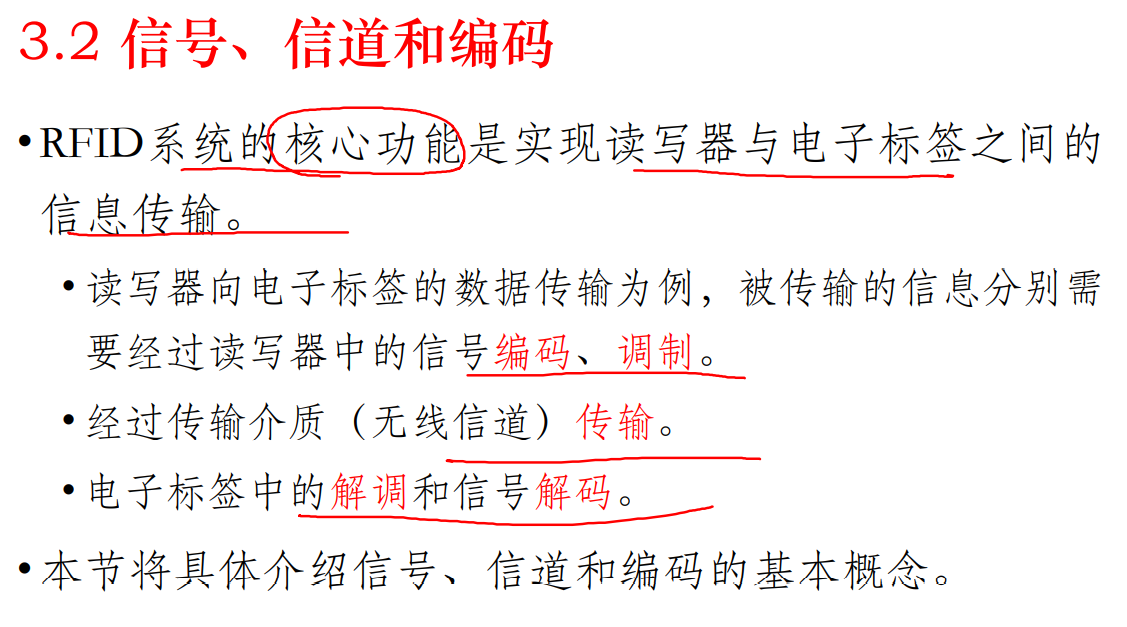 3.2 信号、信道和编码
•RFID系统的核心功能是实现读写器与电子标签之间的
信息传输。
•读写器向电子标签的数据传输为例，被传输的信息分别需
要经过读写器中的信号编码、调制。
•经过传输介质（无线信道）传输。
•电子标签中的解调和信号解码。
•本节将具体介绍信号、信道和编码的基本概念。